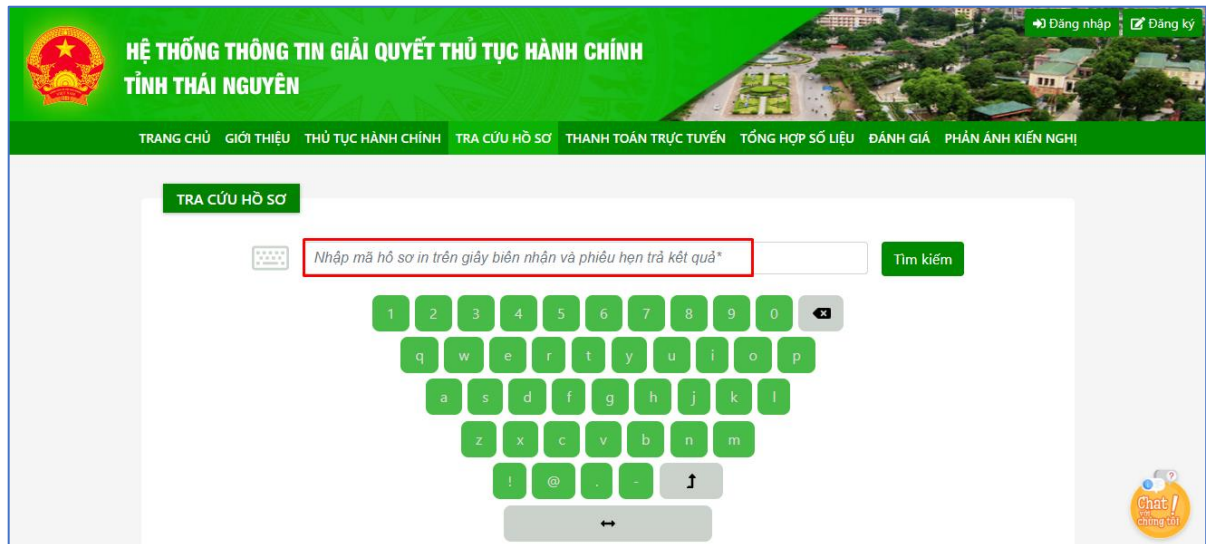 Đăng nhập Đăng ký
HỆ THỐNG THÔNG TIN GIẢI QUYẾT THỦ TỤC HÀNH CHÍNH
TỈNH THÁI NGUYÊN
TRANG CHỦ GIỚI THIỆU THỦ TỤC HÀNH CHÍNH TRA CỨU HỒ SƠ THANH TOÁN TRỰC TUYẾN TỔNG HỢP SỐ LIỆU ĐÁNH GIÁ PHẢN ÁNH KIẾN NGHỊ
TRA CỨU HỒ SƠ
Nhập mã hồ sơ in trên giấy biên nhận và phiếu hẹn trả kết quả* Tìm kiếm
1 2 3 4 5 6 7 8 9 0
q w e r t y u i o p
a s d f g h j k l
z x c v b n m
! @ . -
?
Chat!
với
chúng tôi